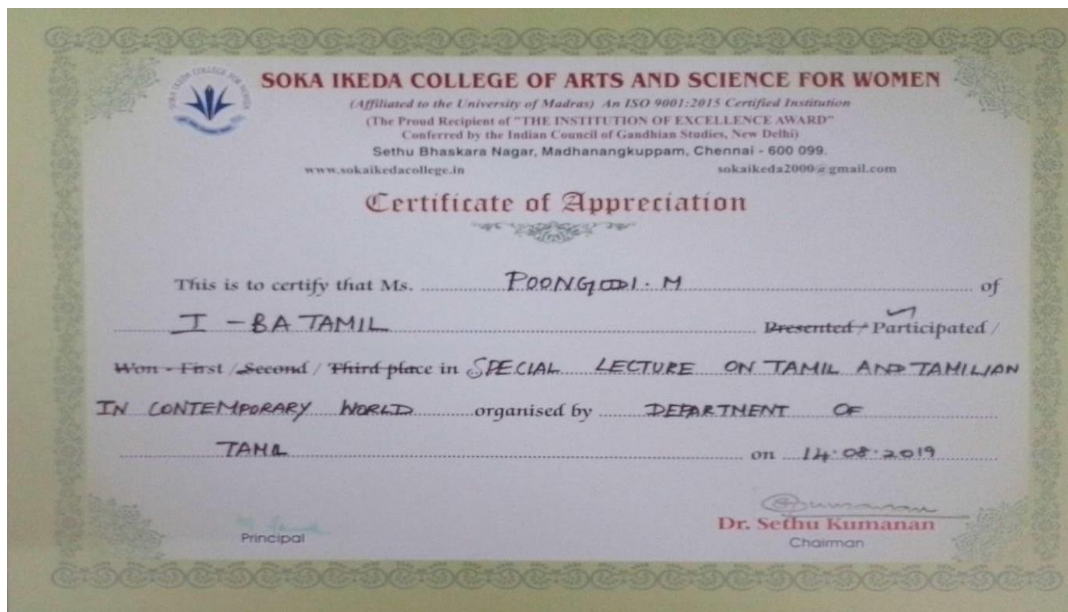 SOKA IKEDA COLLEGE OF ARTS AND SCIENCE FOR WOMEN
(Affiliated to the University of Madras) An ISO 9001:2015 Certified Institution
(The Proud Recipient of "THE INSTITUTION OF EXCELLENCE AWARD"
Conferred by the Indian Council of Gandhian Studies, New Delhi)
Sethu Bhaskara Nagar, Madhanangkuppam, Chennai - 600 099.
www.sokaikedacollege.in sokaikeda2000@gmail.com
Certificate of Appreciation
This is to certify that Ms. POONGODI. M of
I - BA TAMIL Presented / Participated /
Won - First / Second / Third place in SPECIAL LECTURE ON TAMIL AND TAMILIAN
IN CONTEMPORARY WORLD organised by DEPARTMENT OF
TAMIL on 14.08.2019
Principal
Dr. Sethu Kumanan
Chairman